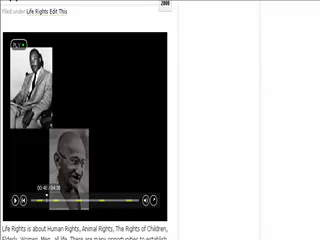 2008
Filed under Life Rights Edit This
00:40 / 04:38
Life Rights is about Human Rights, Animal Rights, The Rights of Children,
Elderly, Women, Men, all life. There are many opportunities to establish